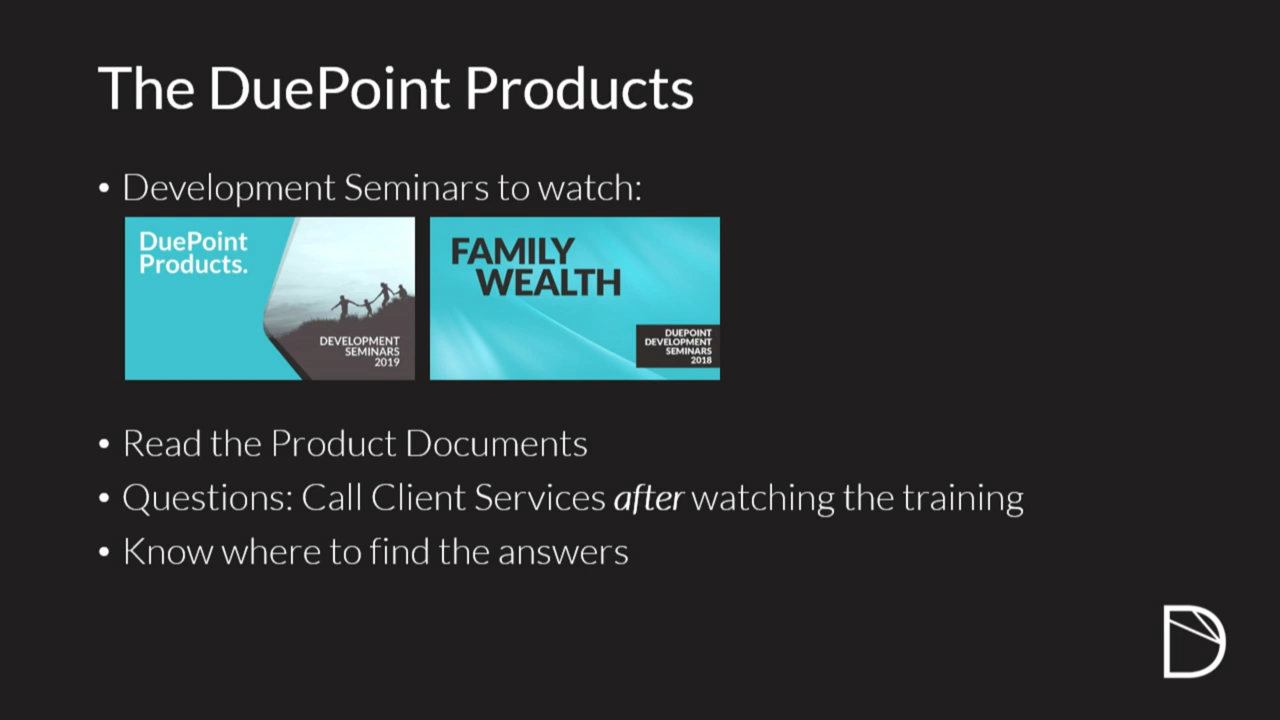 The DuePoint Products
• Development Seminars to watch:
DuePoint
Products.
DEVELOPMENT
SEMINARS
2019
FAMILY
WEALTH
DUEPOINT
DEVELOPMENT
SEMINARS
2018
• Read the Product Documents
• Questions: Call Client Services after watching the training
• Know where to find the answers